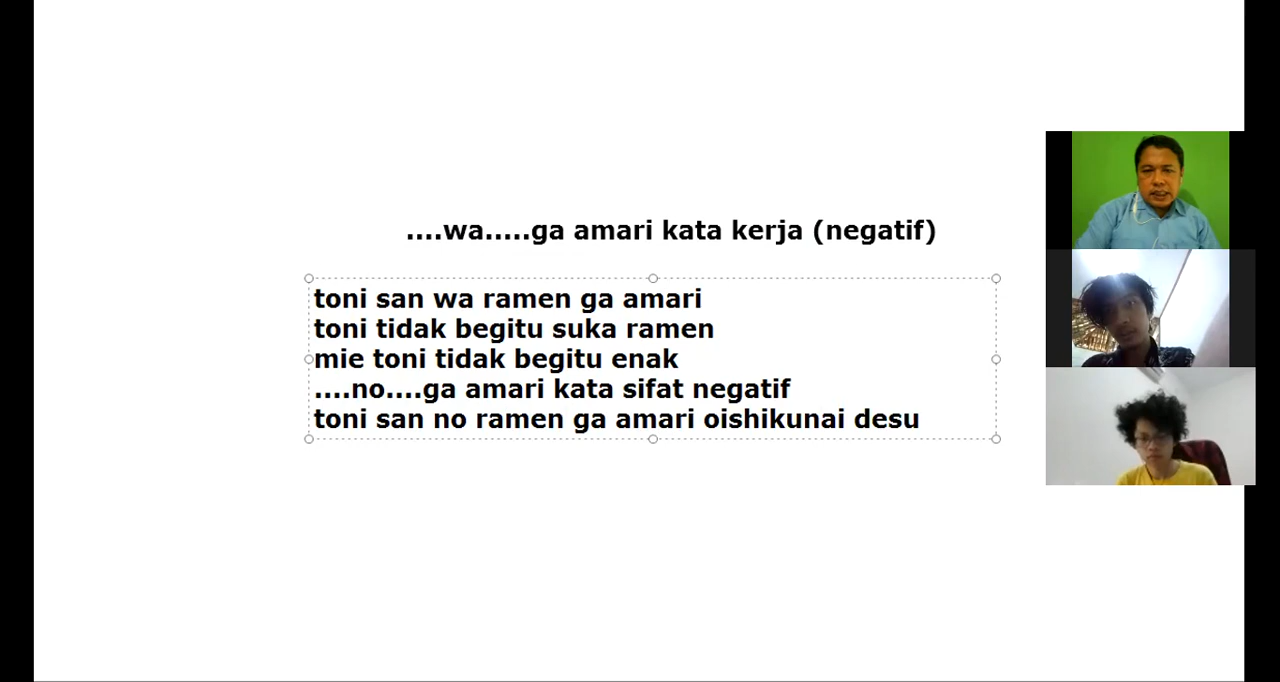 ....wa.....ga amari kata kerja (negatif)
toni san wa ramen ga amari
toni tidak begitu suka ramen
mie toni tidak begitu enak
....no....ga amari kata sifat negatif
toni san no ramen ga amari oishikunai desu